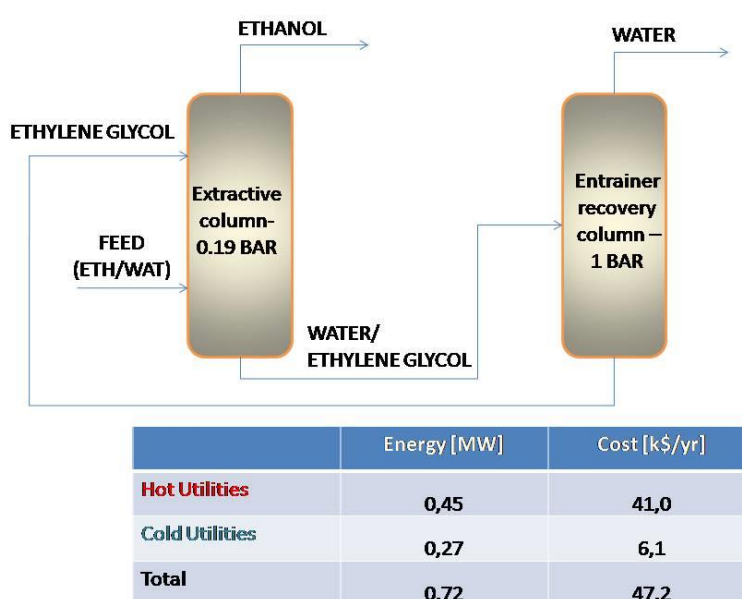 ETHANOL
WATER
ETHYLENE GLYCOL
Extractive
column-
0.19 BAR
Entrainer
recovery
column –
1 BAR
FEED
(ETH/WAT)
WATER/
ETHYLENE GLYCOL
Energy [MW] Cost [k$/yr]
Hot Utilities 0,45 41,0
Cold Utilities 0,27 6,1
Total 0,72 47,2